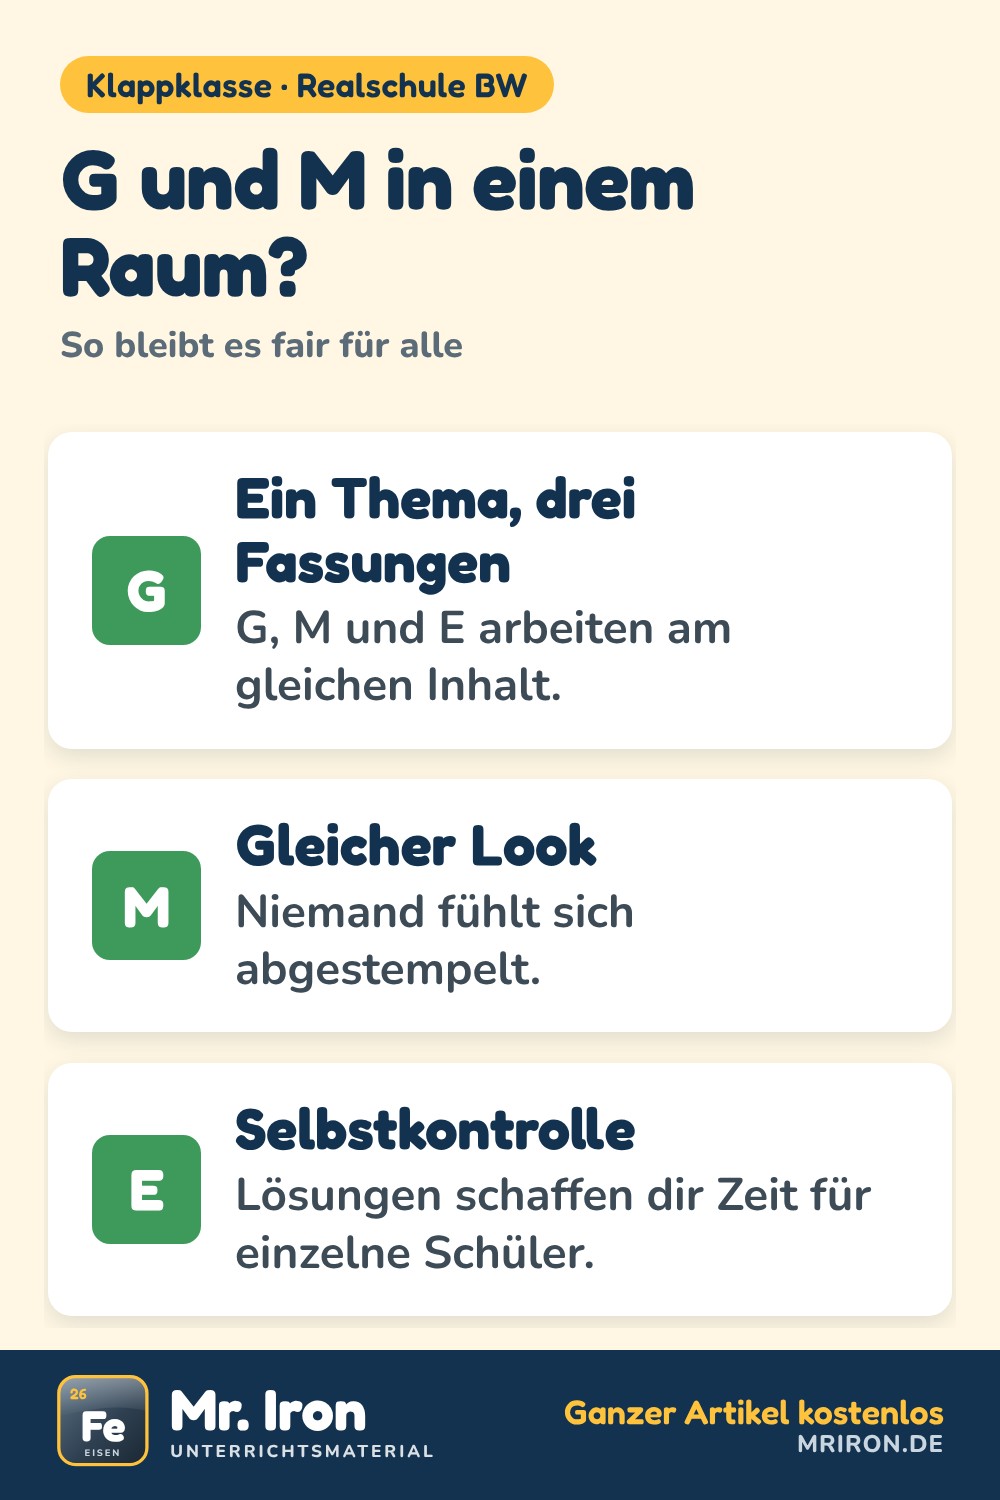 Klappklasse · Realschule BW
G und M in einem
Raum?
So bleibt es fair für alle
Ein Thema, drei
Fassungen
G
G, M und E arbeiten am
gleichen Inhalt.
Gleicher Look
M
Niemand fühlt sich
abgestempelt.
Selbstkontrolle
E
Lösungen schaffen dir Zeit für
einzelne Schüler.
26
Fe
EISEN
Mr. Iron
UNTERRICHTSMATERIAL
Ganzer Artikel kostenlos
MRIRON.DE